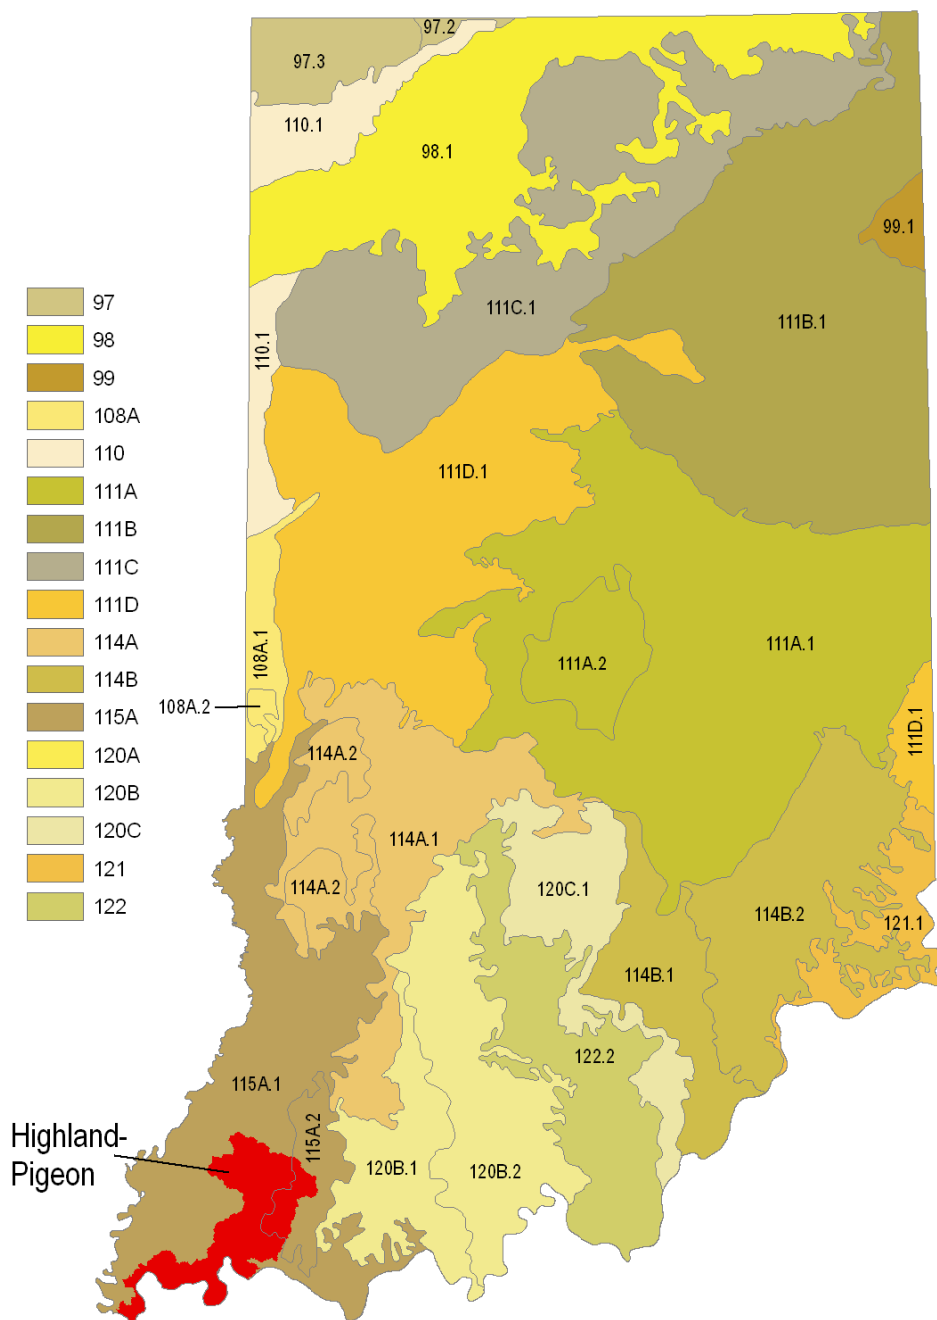 97.2
97.3
110.1
98.1
99.1
111C.1
111B.1
110.1
97
98
99
108A
110
111A
111B
111C
111D
114A
114B
115A
120A
120B
120C
121
122
111D.1
108A.1
111A.2
111A.1
108A.2
111D.1
114A.2
114A.1
114A.2
120C.1
114B.2
121.1
114B.1
122.2
115A.1
115A.2
Highland-
Pigeon
120B.1
120B.2